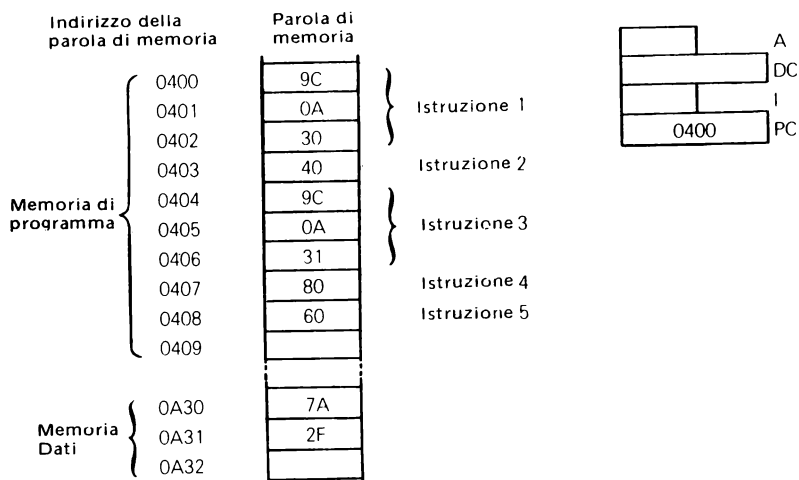 Indirizzo della
parola di memoria
Parola di
memoria
0400 9C
0401 0A
0402 30
0403 40
0404 9C
0405 0A
0406 31
0407 80
0408 60
0409
Memoria di
programma
Istruzione 1
Istruzione 2
Istruzione 3
Istruzione 4
Istruzione 5
0A30 7A
0A31 2F
0A32
Memoria
Dati
A
DC
I
0400 PC